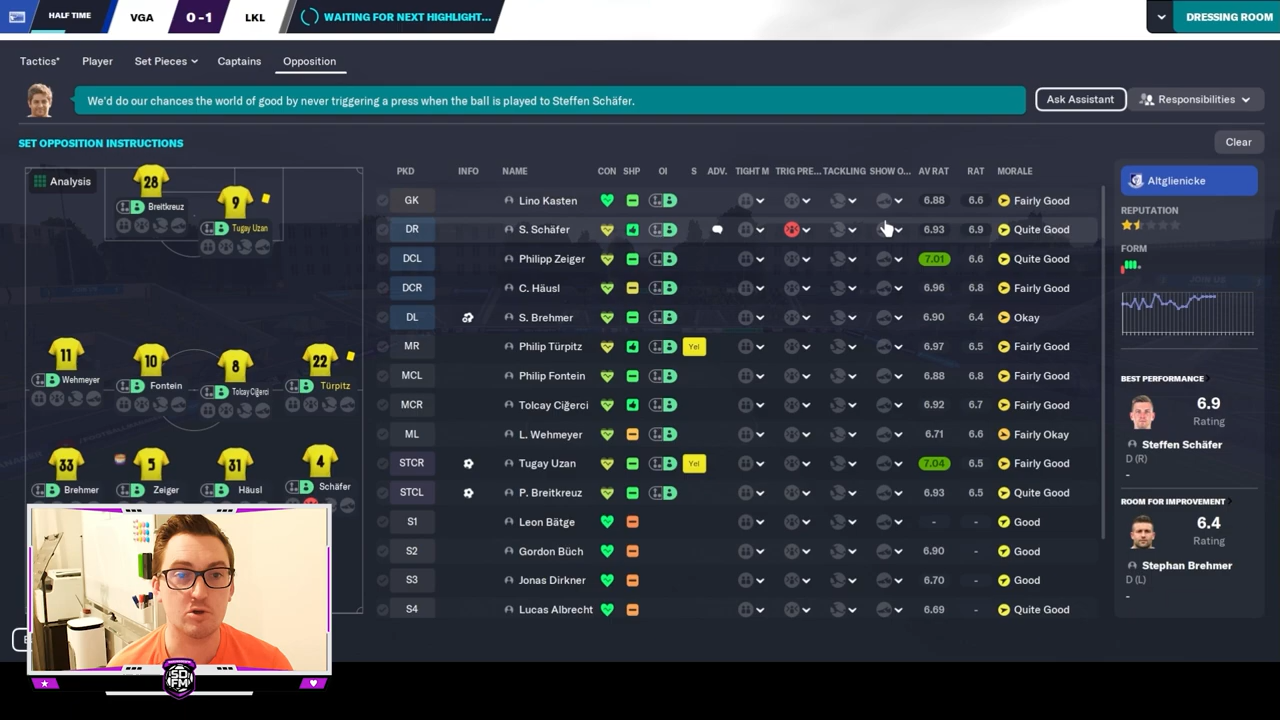 HALF TIME VGA 0 - 1 LKL WAITING FOR NEXT HIGHLIGHT... DRESSING ROOM
Tactics* Player Set Pieces Captains Opposition
We'd do our chances the world of good by never triggering a press when the ball is played to Steffen Schäfer. Ask Assistant Responsibilities
SET OPPOSITION INSTRUCTIONS Clear
Analysis
28
Breitkreuz
9
Tugay Uzan
11
Wehmeyer
10
Fontein
8
Tolcay Ciğerci
22
Türpitz
33
Brehmer
5
Zeiger
31
Häusl
4
Schäfer
PKD INFO NAME CON SHP OI S ADV. TIGHT M TRIG PRE... TACKLING SHOW O... AV RAT RAT MORALE
GK Lino Kasten 6.88 6.6 Fairly Good
DR S. Schäfer 6.93 6.9 Quite Good
DCL Philipp Zeiger 7.01 6.6 Quite Good
DCR C. Häusl 6.96 6.8 Fairly Good
DL S. Brehmer 6.90 6.4 Okay
MR Philip Türpitz Yel 6.97 6.5 Fairly Good
MCL Philip Fontein 6.88 6.8 Fairly Good
MCR Tolcay Ciğerci 6.92 6.7 Fairly Good
ML L. Wehmeyer 6.71 6.6 Fairly Okay
STCR Tugay Uzan Yel 7.04 6.5 Fairly Good
STCL P. Breitkreuz 6.93 6.5 Quite Good
S1 Leon Bätge - - Good
S2 Gordon Büch 6.90 - Good
S3 Jonas Dirkner 6.70 - Good
S4 Lucas Albrecht 6.69 - Quite Good
Altglienicke
REPUTATION
FORM
BEST PERFORMANCE
6.9
Rating
Steffen Schäfer
D (R)
-
ROOM FOR IMPROVEMENT
6.4
Rating
Stephan Brehmer
D (L)
-
SD
FM